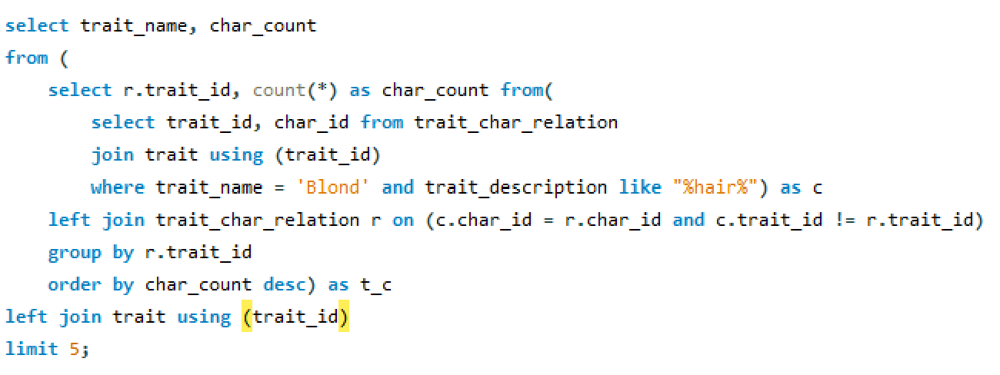 select trait_name, char_count
from (
    select r.trait_id, count(*) as char_count from(
        select trait_id, char_id from trait_char_relation
        join trait using (trait_id)
        where trait_name = 'Blond' and trait_description like "%hair%") as c
    left join trait_char_relation r on (c.char_id = r.char_id and c.trait_id != r.trait_id)
    group by r.trait_id
    order by char_count desc) as t_c
left join trait using (trait_id)
limit 5;